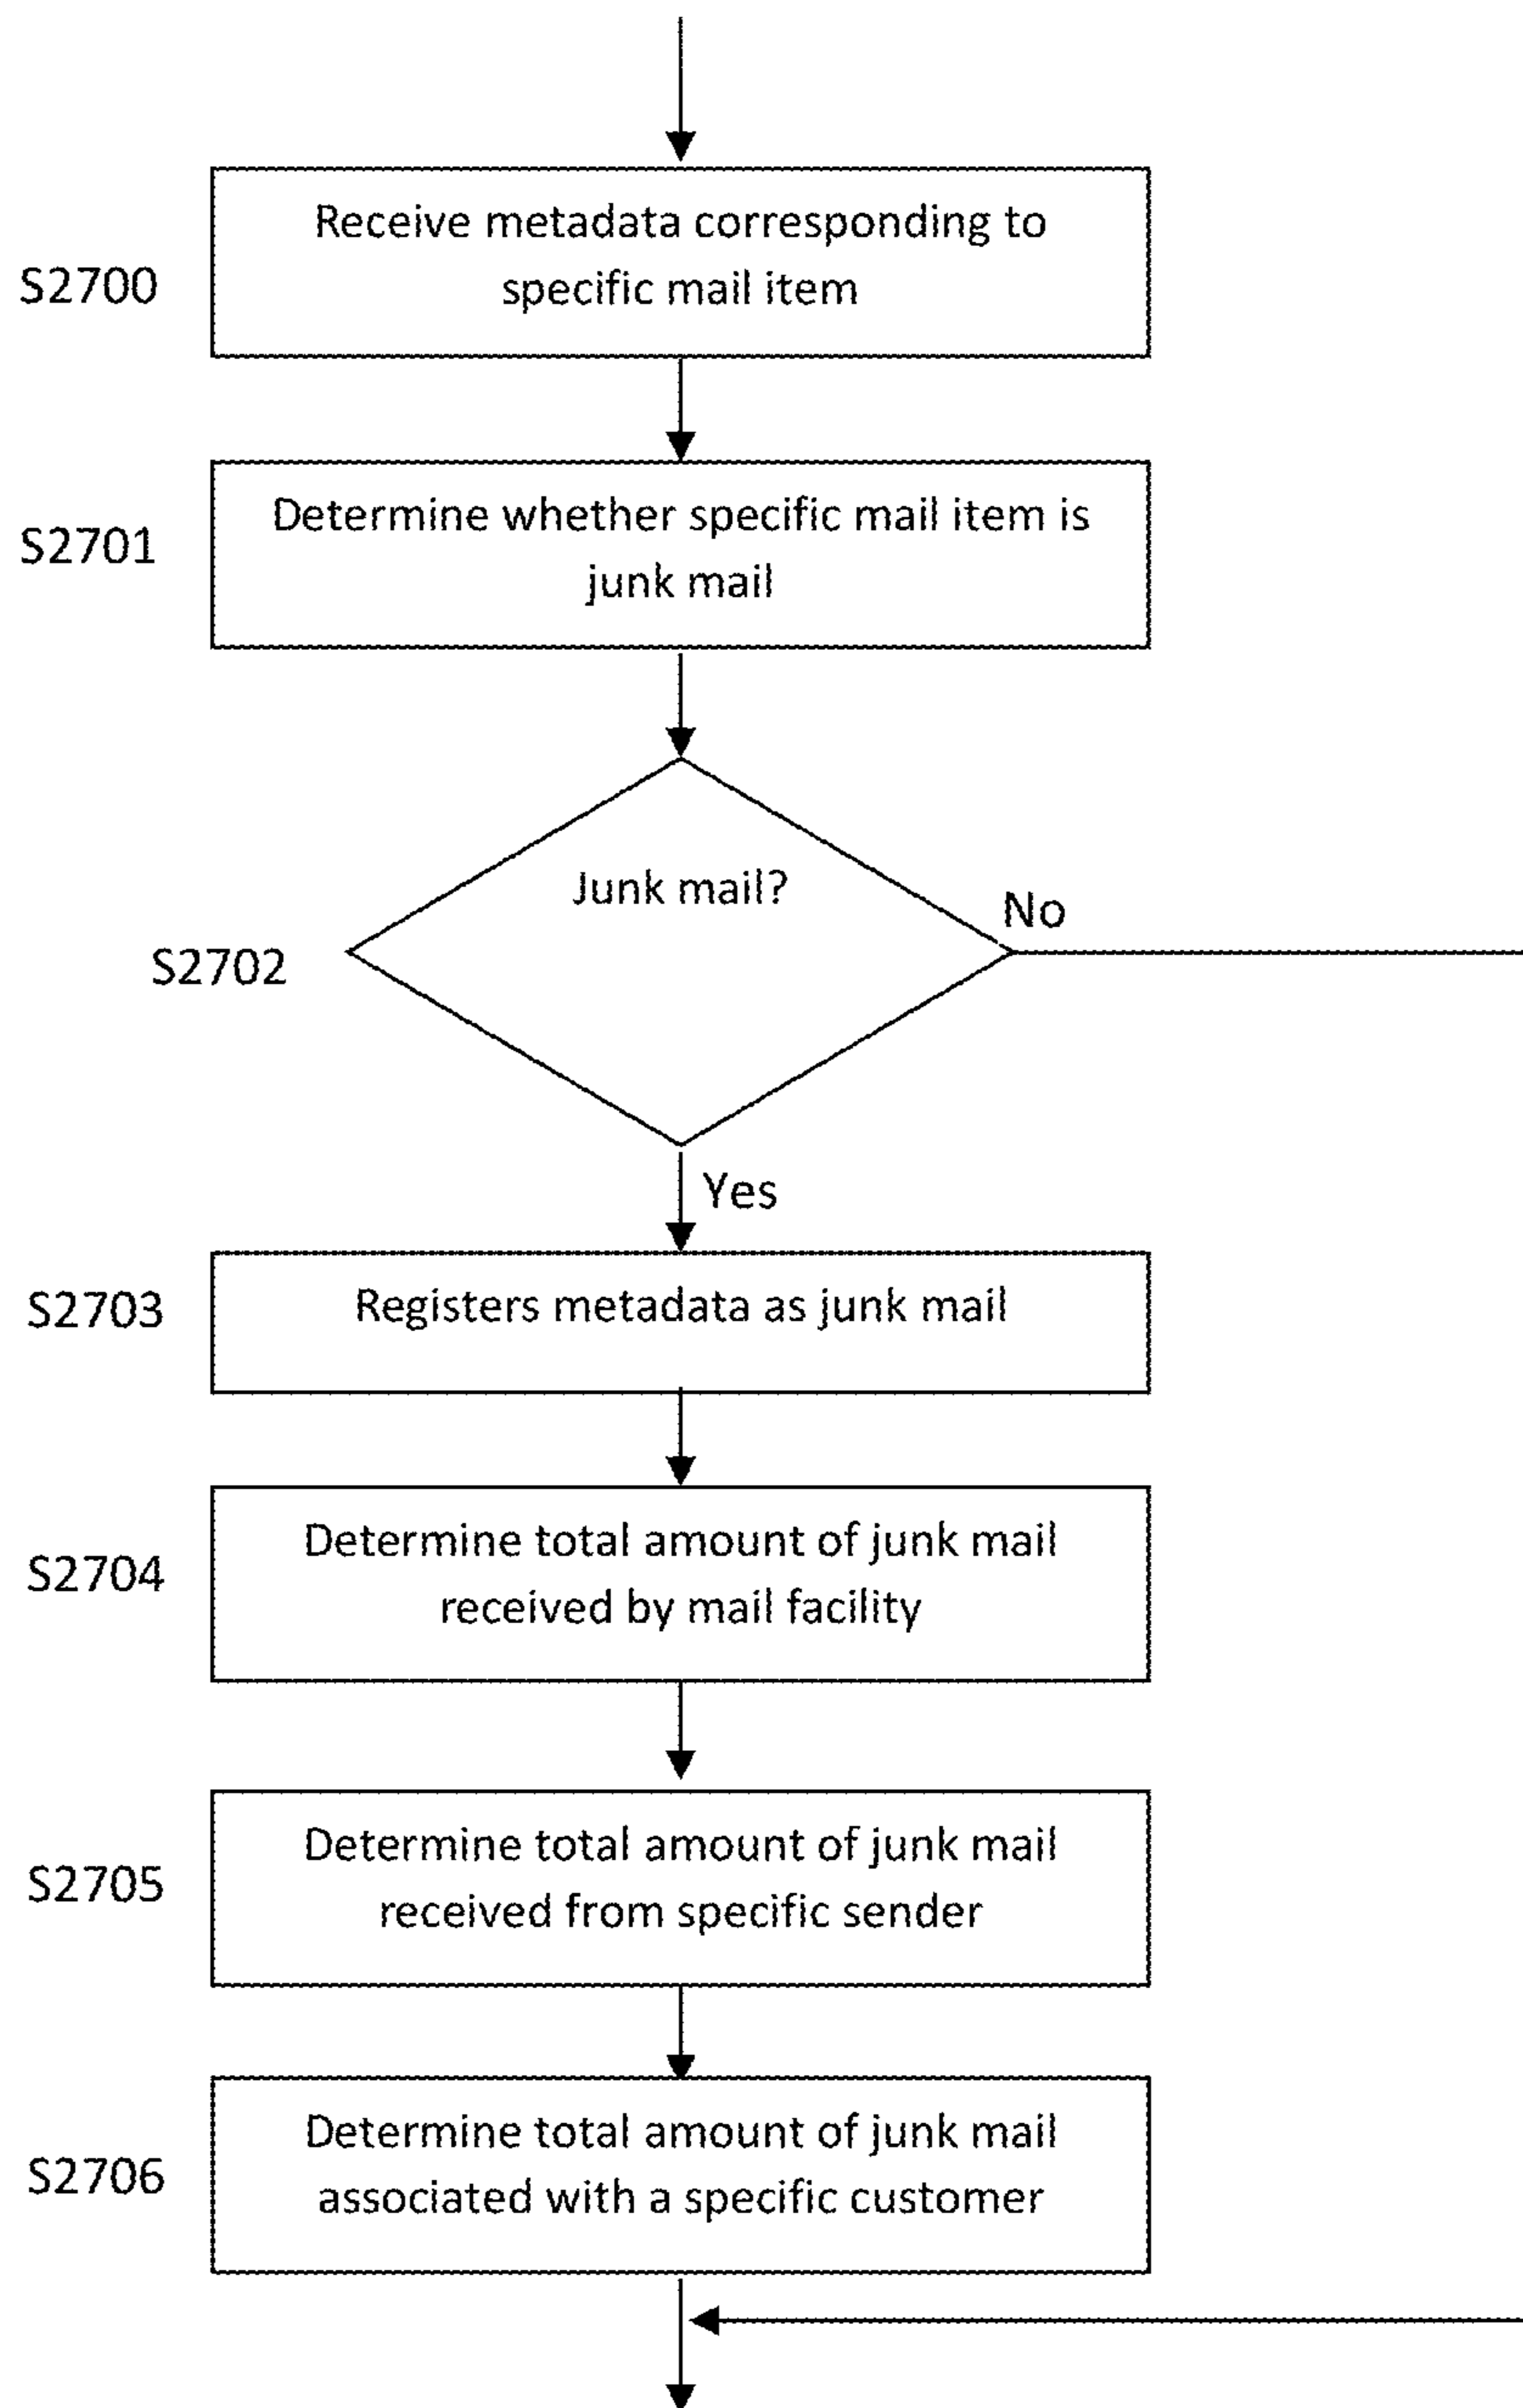 Receive metadata corresponding to
specific mail item
S2700
Determine whether specific mail item is
junk mail
S2701
Junk mail?
No
S2702
Yes
Registers metadata as junk mail
S2703
Determine total amount of junk mail
received by mail facility
S2704
Determine total amount of junk mail
received from specific sender
S2705
Determine total amount of junk mail
associated with a specific customer
S2706